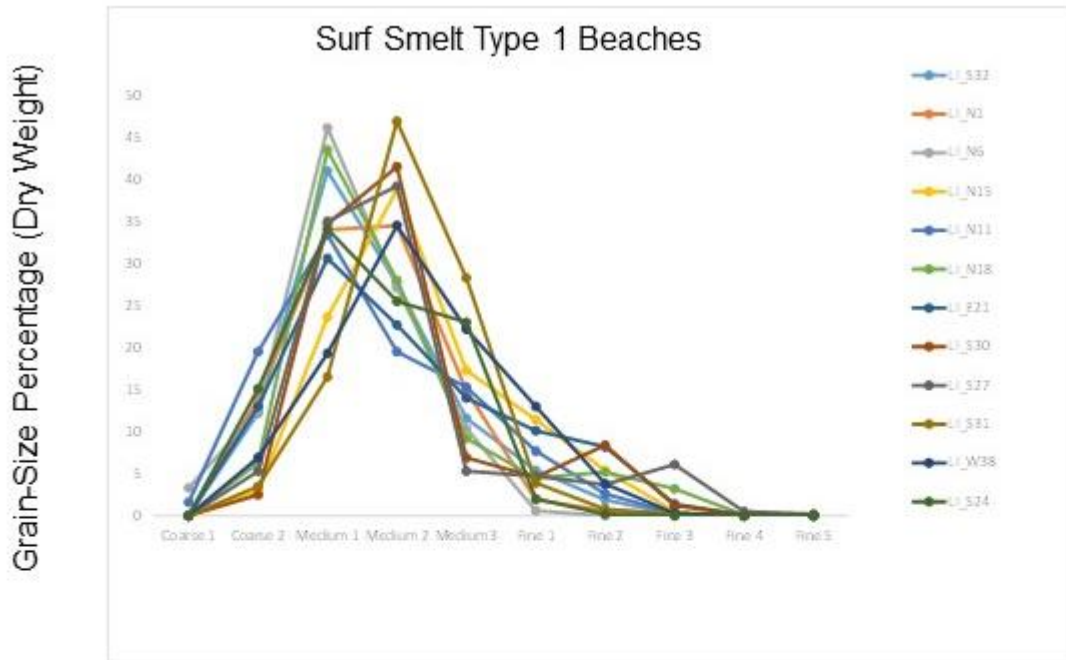 Surf Smelt Type 1 Beaches
Grain-Size Percentage (Dry Weight)
50
45
40
35
30
25
20
15
10
5
0
Coarse 1 Coarse 2 Medium 1 Medium 2 Medium 3 Fine 1 Fine 2 Fine 3 Fine 4 Fine 5
LI_S32
LI_N1
LI_N6
LI_N15
LI_N11
LI_N18
LI_E21
LI_S30
LI_S27
LI_S31
LI_W38
LI_S24